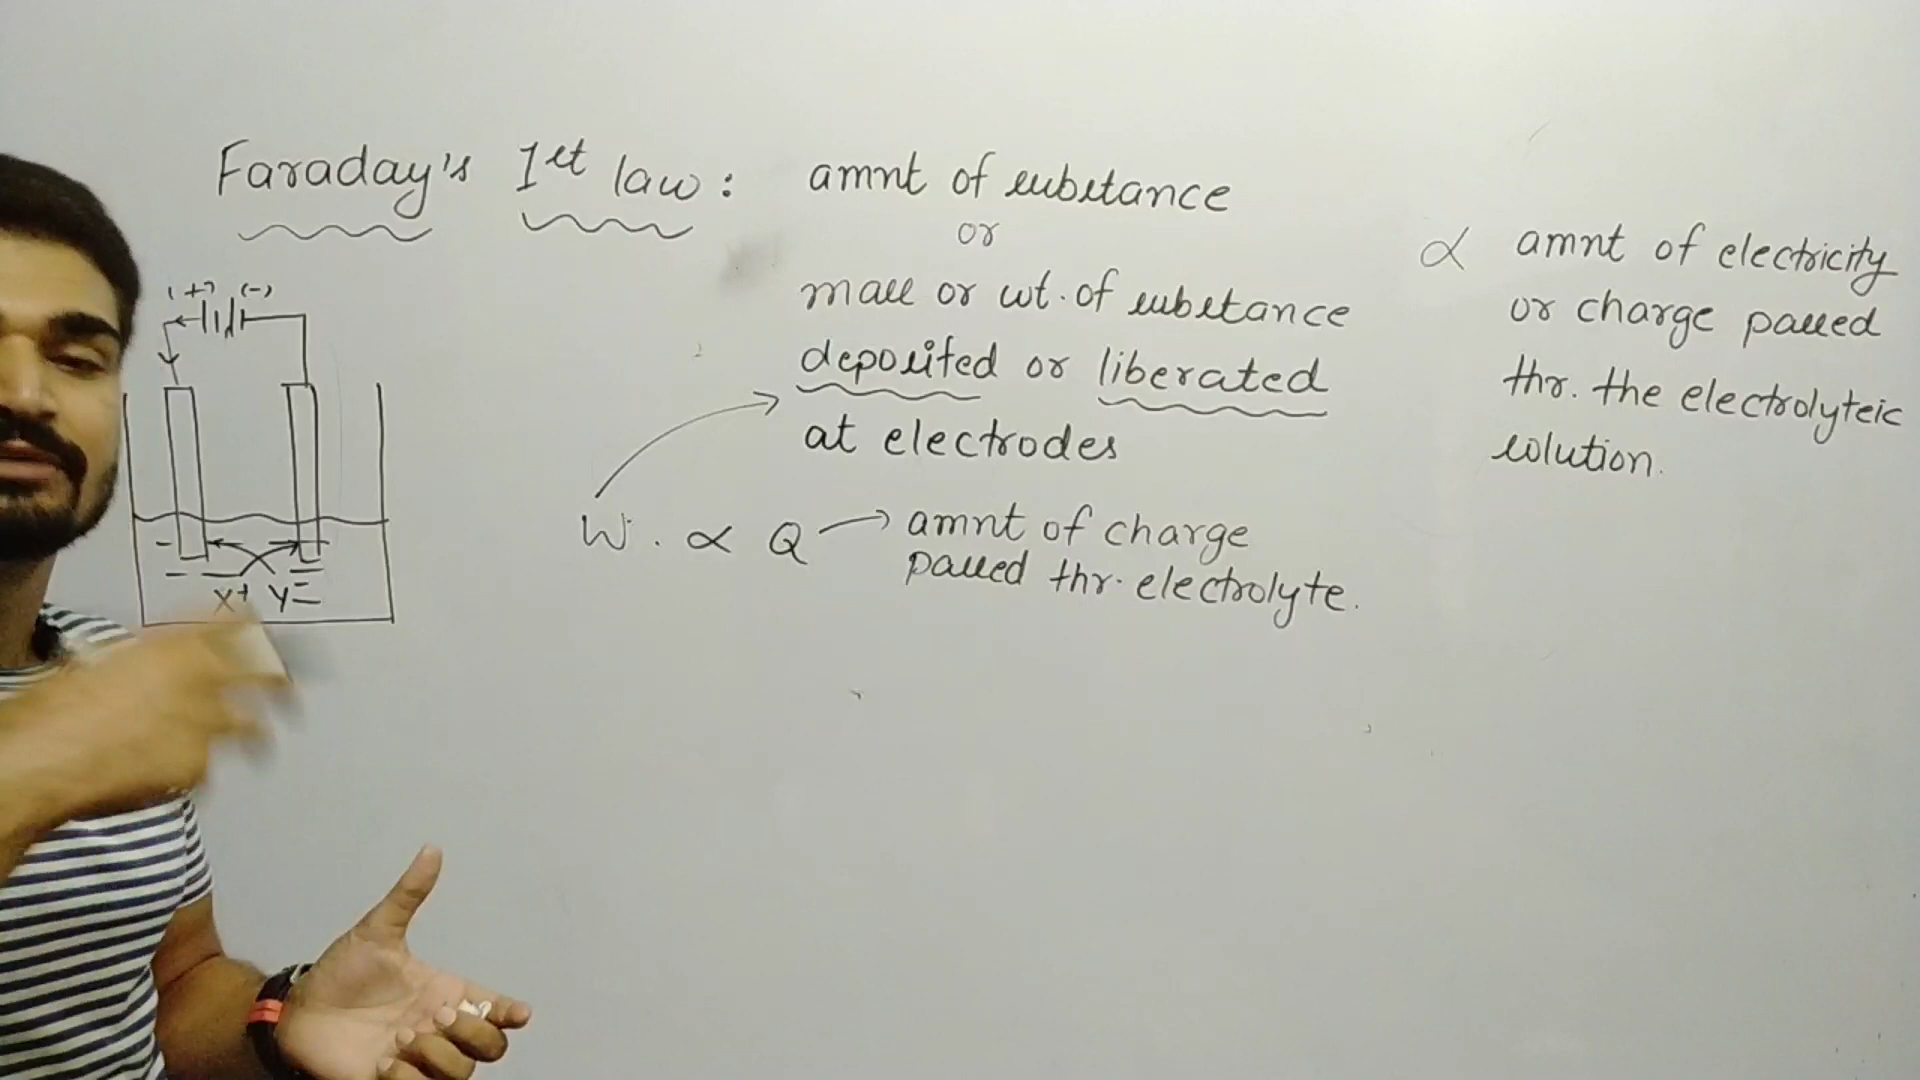 Faraday's 1st law : amnt of substance
or
mass or wt. of substance
deposited or liberated
at electrodes
∝ amnt of electricity
or charge passed
thr. the electrolyteic
solution.
(+) (-)
X+ Y-
W ∝ Q → amnt of charge
passed thr. electrolyte.